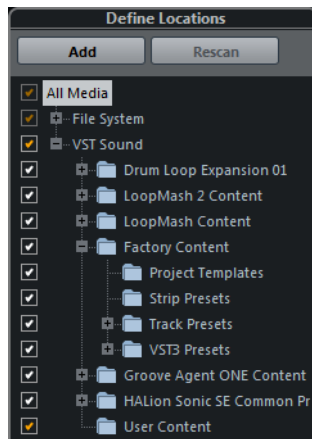 Define Locations
Add Rescan
All Media
File System
VST Sound
Drum Loop Expansion 01
LoopMash 2 Content
LoopMash Content
Factory Content
Project Templates
Strip Presets
Track Presets
VST3 Presets
Groove Agent ONE Content
HALion Sonic SE Common Pr
User Content